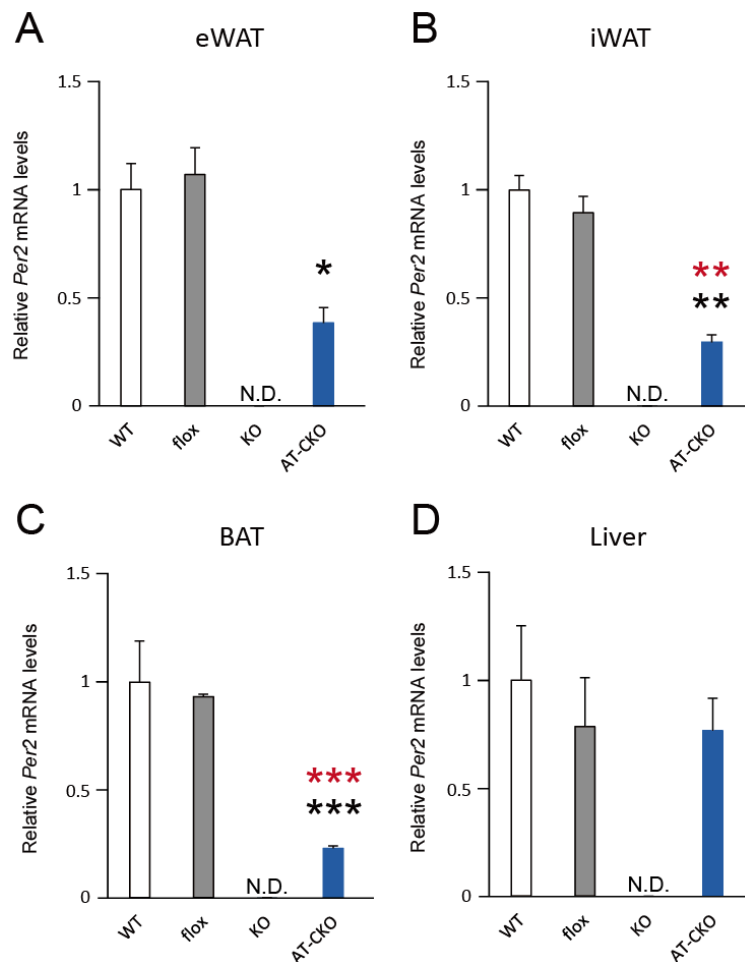 A
eWAT
Relative Per2 mRNA levels
1.5
1
0.5
0
N.D.
*
WT
flox
KO
AT-CKO
B
iWAT
Relative Per2 mRNA levels
1.5
1
0.5
0
N.D.
**
**
WT
flox
KO
AT-CKO
C
BAT
Relative Per2 mRNA levels
1.5
1
0.5
0
N.D.
***
***
WT
flox
KO
AT-CKO
D
Liver
Relative Per2 mRNA levels
1.5
1
0.5
0
N.D.
WT
flox
KO
AT-CKO